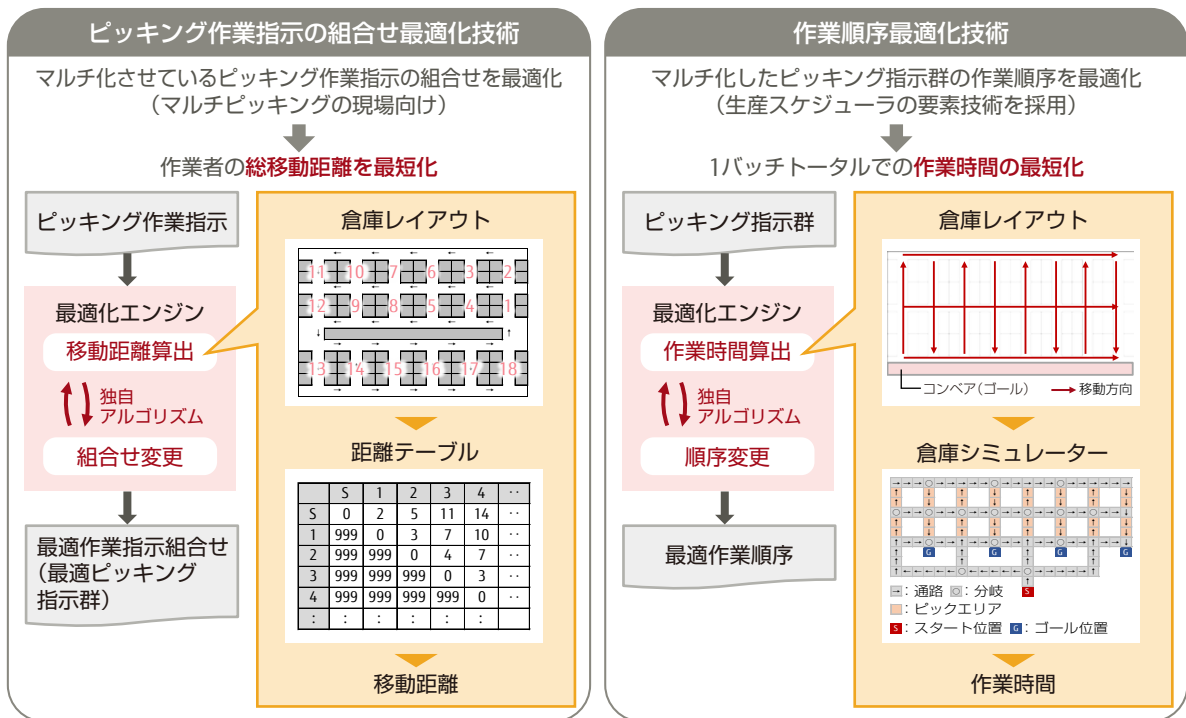 ピッキング作業指示の組合せ最適化技術
マルチ化させているピッキング作業指示の組合せを最適化
(マルチピッキングの現場向け)
作業者の総移動距離を最短化
ピッキング作業指示
最適化エンジン
移動距離算出
独自
アルゴリズム
組合せ変更
最適作業指示組合せ
(最適ピッキング
指示群)
倉庫レイアウト
11 10 7 6 3 2
12 9 8 5 4 1
13 14 15 16 17 18
距離テーブル
S 1 2 3 4 ‥
S 0 2 5 11 14 ‥
1 999 0 3 7 10 ‥
2 999 999 0 4 7 ‥
3 999 999 999 0 3 ‥
4 999 999 999 999 0 ‥
: : : : : :
移動距離
作業順序最適化技術
マルチ化したピッキング指示群の作業順序を最適化
(生産スケジューラの要素技術を採用)
1バッチトータルでの作業時間の最短化
ピッキング指示群
最適化エンジン
作業時間算出
独自
アルゴリズム
順序変更
最適作業順序
倉庫レイアウト
コンベア(ゴール) →移動方向
倉庫シミュレーター
G G G G
S
→:通路 ○:分岐
:ピックエリア
S:スタート位置 G:ゴール位置
作業時間